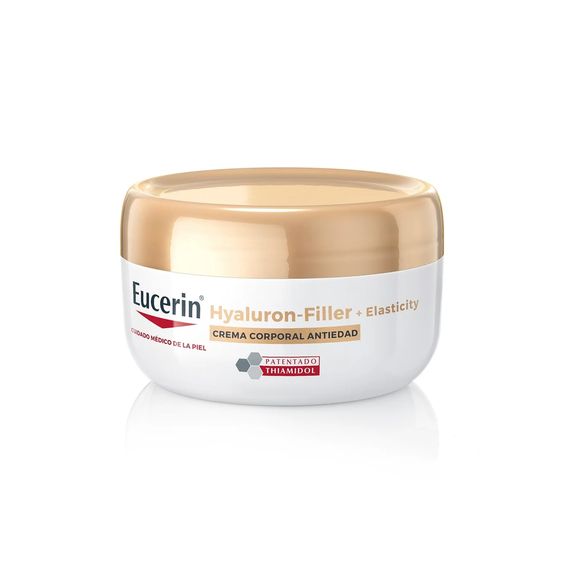 Eucerin®
Hyaluron-Filler + Elasticity
CREMA CORPORAL ANTIEDAD
CUIDADO MÉDICO DE LA PIEL
PATENTADO
THIAMIDOL